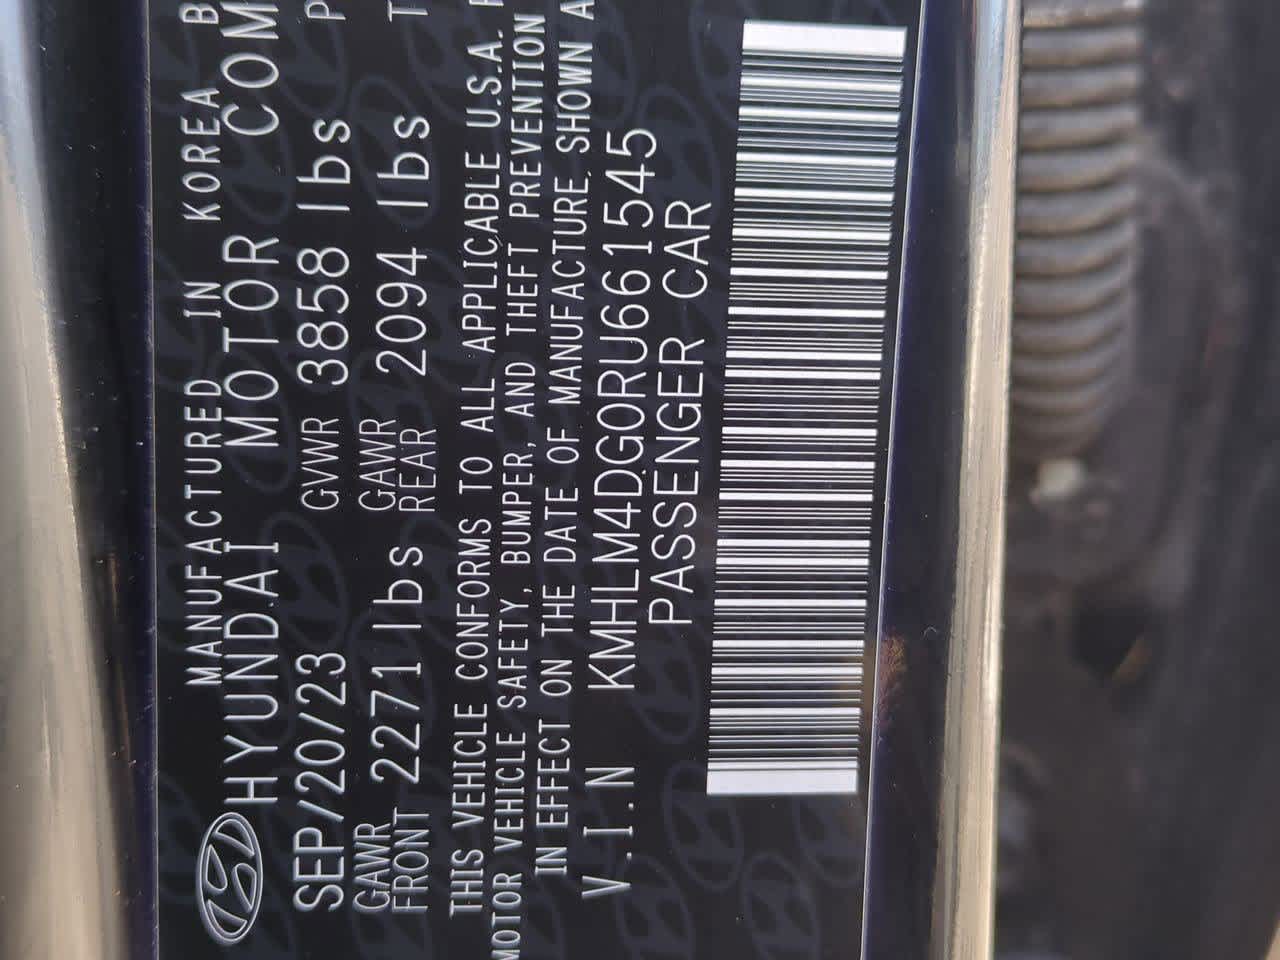 MANUFACTURED IN KOREA B
HYUNDAI MOTOR COM
SEP/20/23 GVWR 3858 lbs P
GAWR FRONT 2271 lbs GAWR REAR 2094 lbs T
THIS VEHICLE CONFORMS TO ALL APPLICABLE U.S.A. F
MOTOR VEHICLE SAFETY, BUMPER, AND THEFT PREVENTION
IN EFFECT ON THE DATE OF MANUFACTURE SHOWN A
V.I.N KMHLM4DG0RU661545
PASSENGER CAR